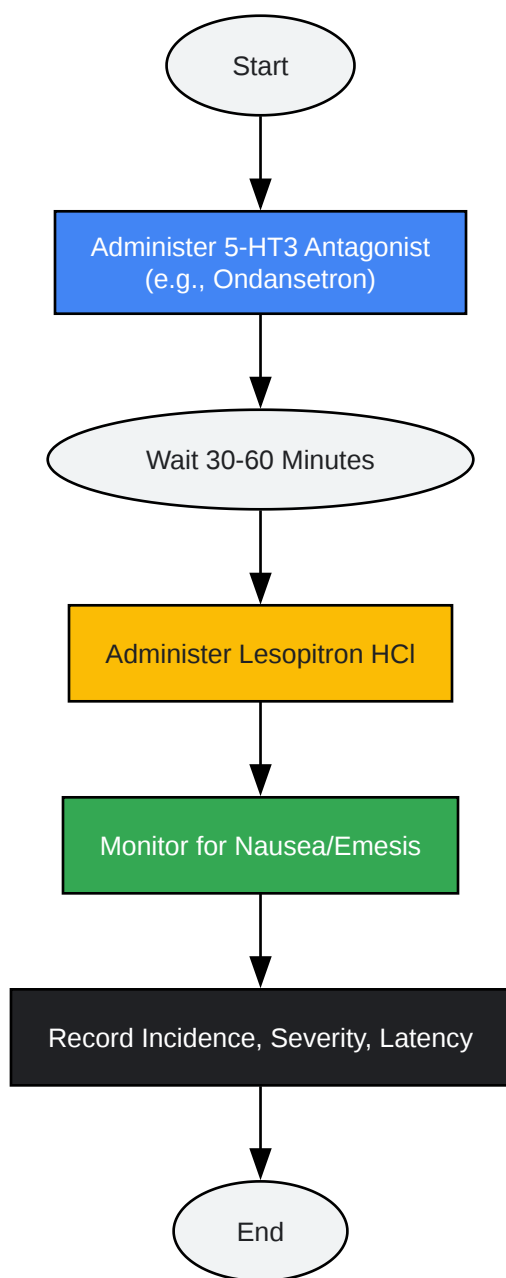 Start
Administer 5-HT3 Antagonist
(e.g., Ondansetron)
Wait 30-60 Minutes
Administer Lesopitron HCl
Monitor for Nausea/Emesis
Record Incidence, Severity, Latency
End